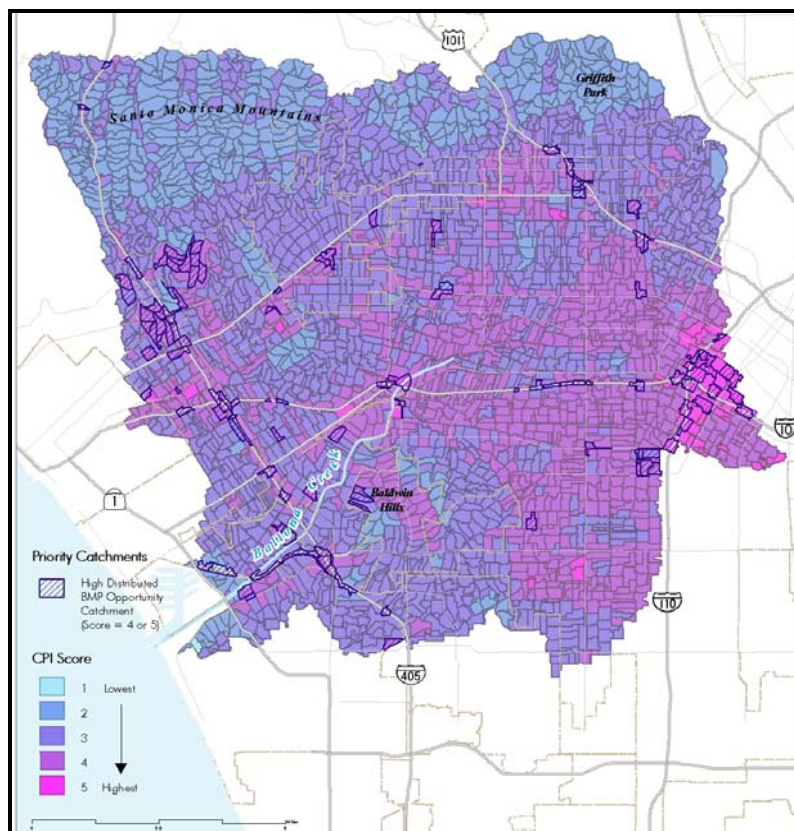 101
Griffith
Park
Santa Monica Mountains
10
1
Ballona Creek
Baldwin
Hills
110
405
Priority Catchments
High Distributed
BMP Opportunity
Catchment
(Score = 4 or 5)
CPI Score
1 Lowest
2
3
4
5 Highest